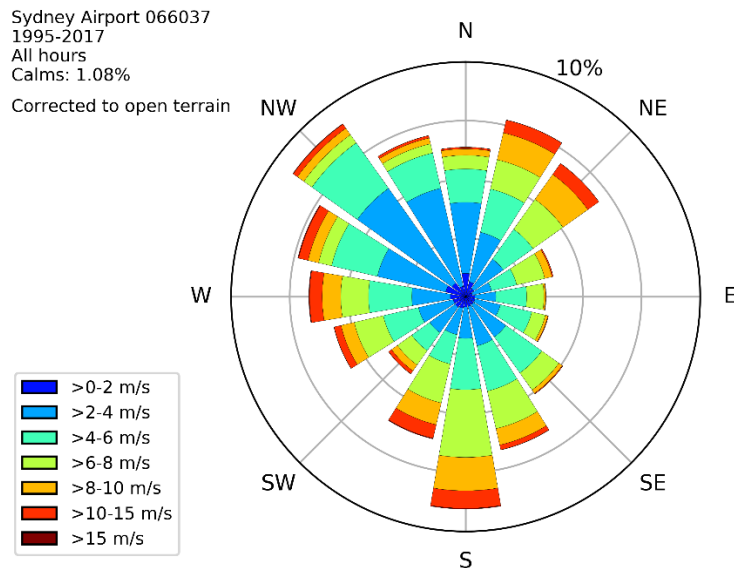 Sydney Airport 066037
1995-2017
All hours
Calms: 1.08%
Corrected to open terrain
N
10%
NW
NE
W
E
SW
SE
S
>0-2 m/s
>2-4 m/s
>4-6 m/s
>6-8 m/s
>8-10 m/s
>10-15 m/s
>15 m/s